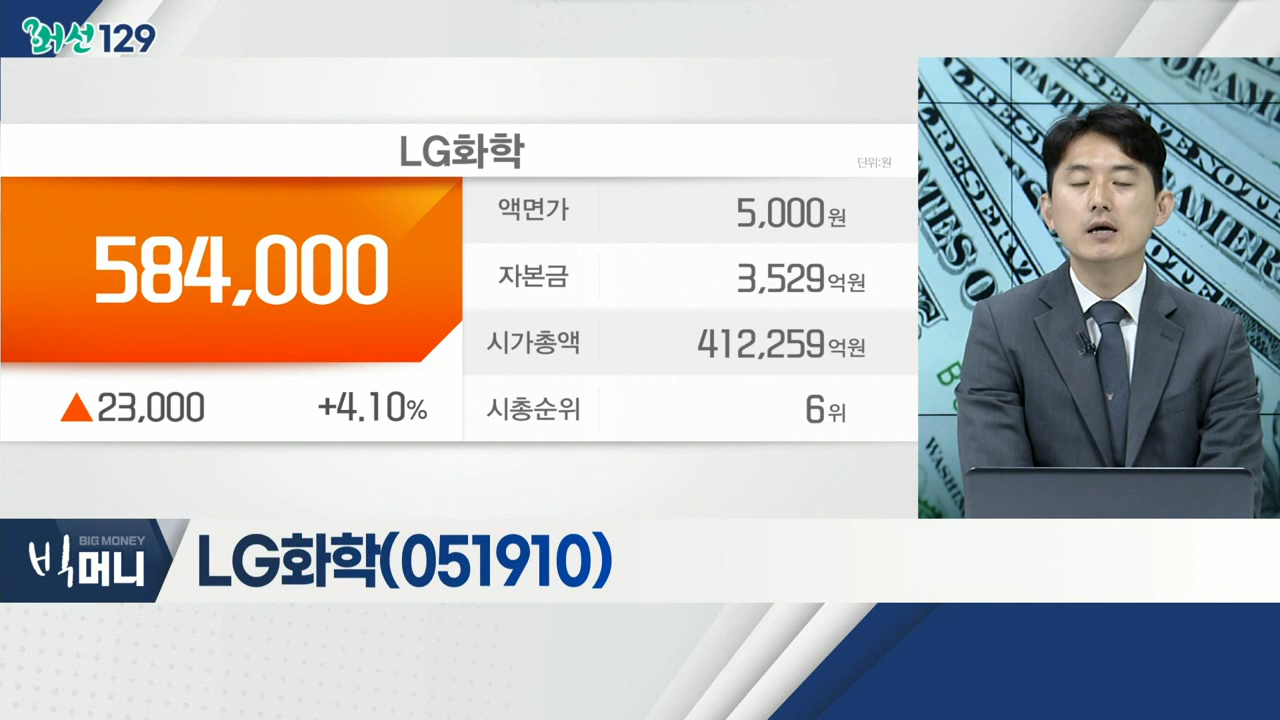 머선129
LG화학
단위:원
584,000
▲23,000 +4.10%
액면가 5,000원
자본금 3,529억원
시가총액 412,259억원
시총순위 6위
BIG MONEY
빅머니
LG화학(051910)